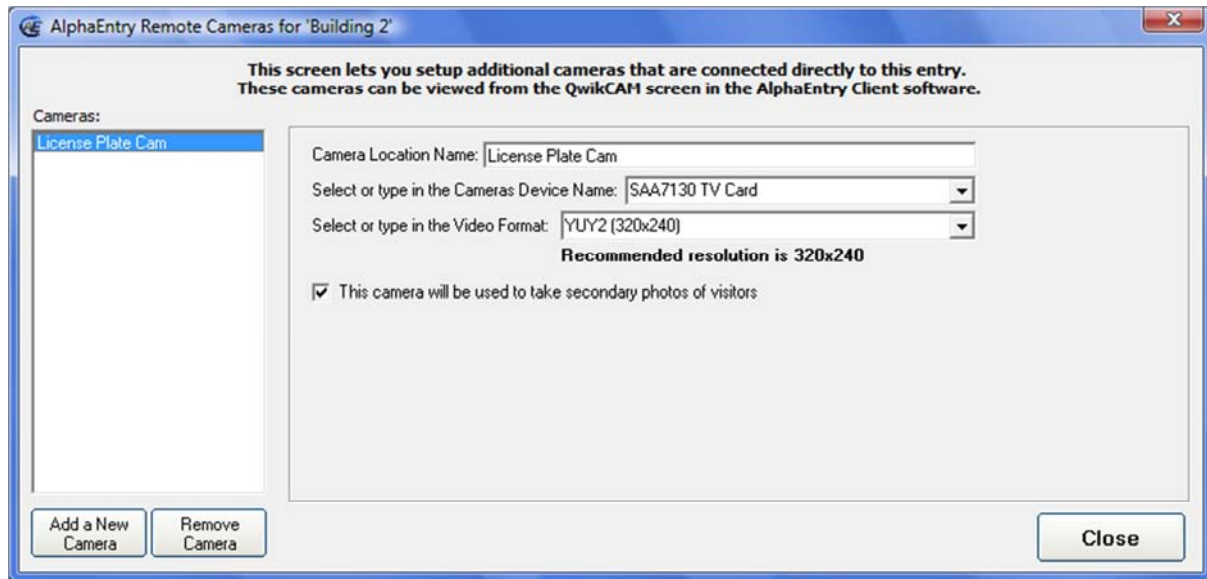 AlphaEntry Remote Cameras for 'Building 2'
This screen lets you setup additional cameras that are connected directly to this entry.
These cameras can be viewed from the QwikCAM screen in the AlphaEntry Client software.
Cameras:
License Plate Cam
Camera Location Name: License Plate Cam
Select or type in the Cameras Device Name: SAA7130 TV Card
Select or type in the Video Format: YUY2 (320x240)
Recommended resolution is 320x240
This camera will be used to take secondary photos of visitors
Add a New
Camera
Remove
Camera
Close